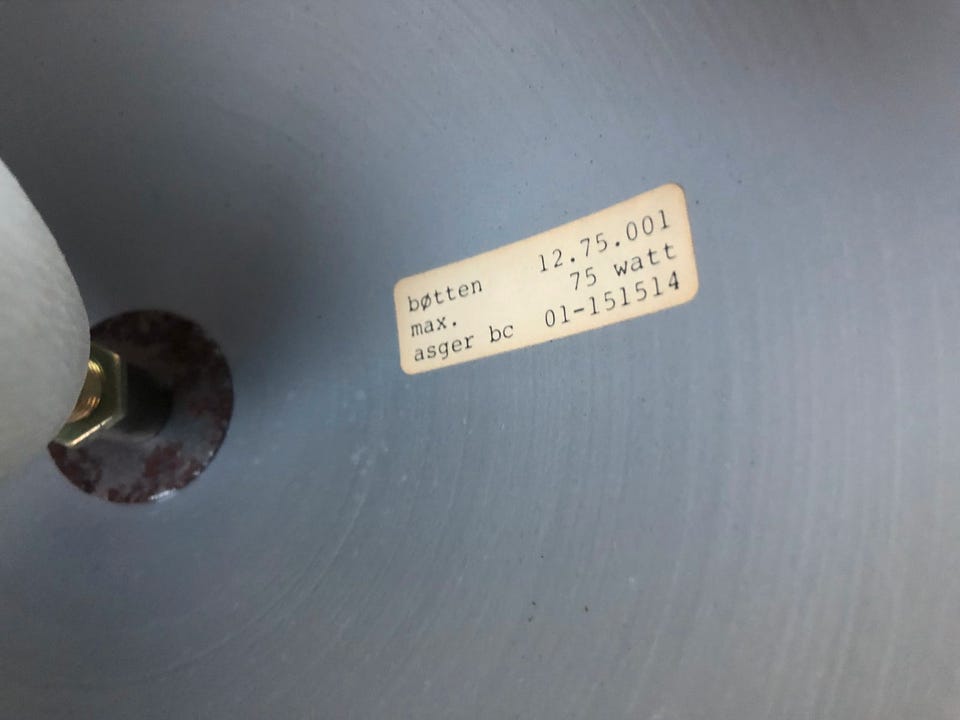 bøtten 12.75.001
max. 75 watt
asger bc 01-151514